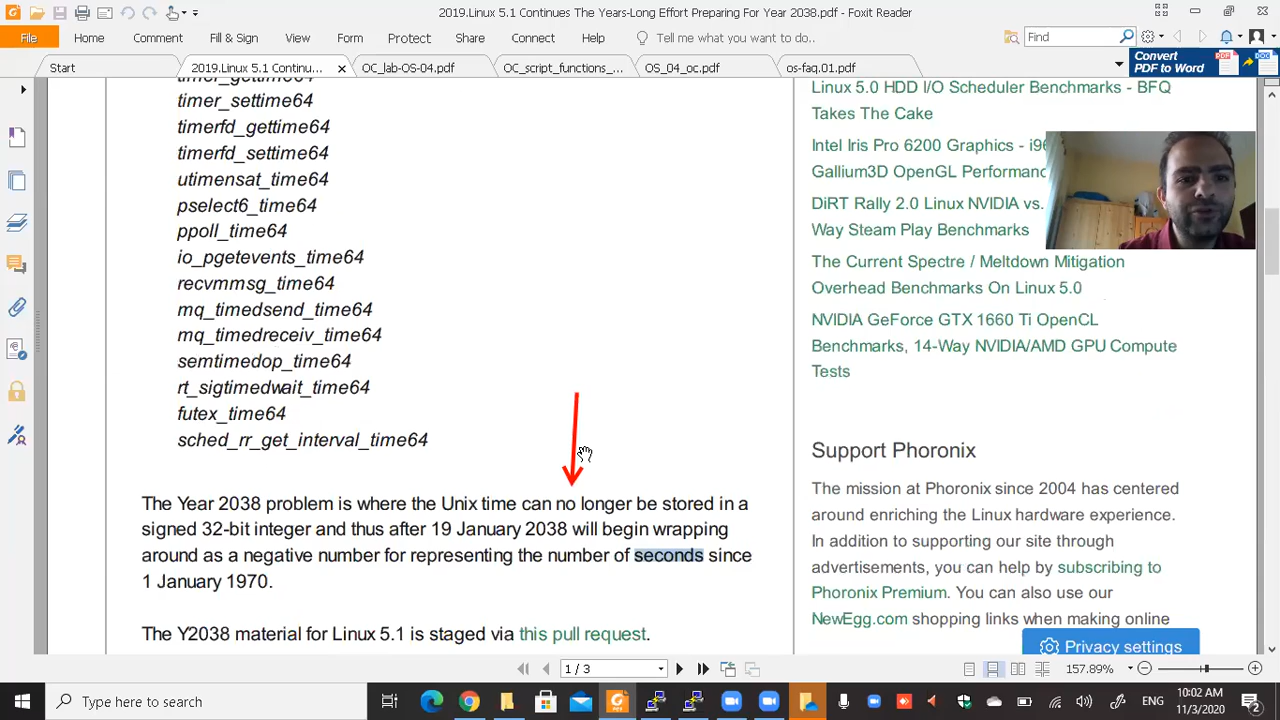 2019.Linux 5.1 Continues The Years-Long Effort Preparing For Year 2038.pdf - Foxit Reader
File Home Comment Fill & Sign View Form Protect Share Connect Help Tell me what you want to do.. Find
Start 2019.Linux 5.1 Continu... OC_lab-OS-04.pdf OC_script_functions_... OS_04_oc.pdf os-faq.01.pdf
Convert
PDF to Word
timer_settime64
timerfd_gettime64
timerfd_settime64
utimensat_time64
pselect6_time64
ppoll_time64
io_pgetevents_time64
recvmmsg_time64
mq_timedsend_time64
mq_timedreceiv_time64
semtimedop_time64
rt_sigtimedwait_time64
futex_time64
sched_rr_get_interval_time64
The Year 2038 problem is where the Unix time can no longer be stored in a
signed 32-bit integer and thus after 19 January 2038 will begin wrapping
around as a negative number for representing the number of seconds since
1 January 1970.
The Y2038 material for Linux 5.1 is staged via this pull request.
Linux 5.0 HDD I/O Scheduler Benchmarks - BFQ
Takes The Cake
Intel Iris Pro 6200 Graphics - i96
Gallium3D OpenGL Performanc
DiRT Rally 2.0 Linux NVIDIA vs.
Way Steam Play Benchmarks
The Current Spectre / Meltdown Mitigation
Overhead Benchmarks On Linux 5.0
NVIDIA GeForce GTX 1660 Ti OpenCL
Benchmarks, 14-Way NVIDIA/AMD GPU Compute
Tests
Support Phoronix
The mission at Phoronix since 2004 has centered
around enriching the Linux hardware experience.
In addition to supporting our site through
advertisements, you can help by subscribing to
Phoronix Premium. You can also use our
NewEgg.com shopping links when making online
Privacy settings
1 / 3 157.89%
Type here to search
ENG
10:02 AM
11/3/2020
2